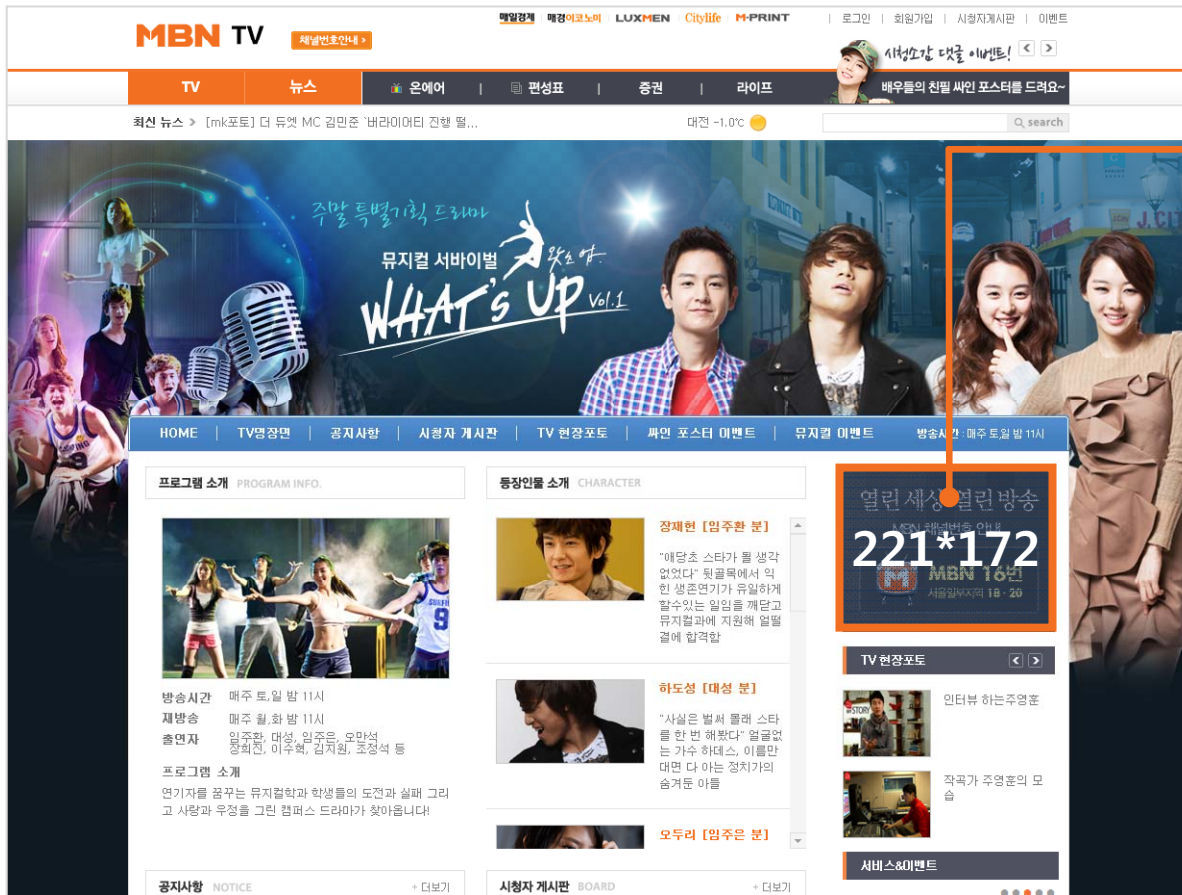 매일경제 매경이코노미 LUXMEN Citylife M-PRINT
로그인 | 회원가입 | 시청자게시판 | 이벤트
MBN TV 채널번호안내 >
시청소감 댓글 이벤트! < >
배우들의 친필 싸인 포스터를 드려요~
TV 뉴스 온에어 | 편성표 | 증권 | 라이프
최신 뉴스 > [mk포토] 더 듀엣 MC 김민준 `버라이어티 진행 떨...
대전 -1.0℃ search
주말 특별기획 드라마
뮤지컬 서바이벌 왓츠업
WHAT'S UP Vol.1
J.CIT
HOME | TV명장면 | 공지사항 | 시청자 게시판 | TV 현장포토 | 싸인 포스터 이벤트 | 뮤지컬 이벤트 방송시간 : 매주 토,일 밤 11시
프로그램 소개 PROGRAM INFO.
방송시간 매주 토,일 밤 11시
재방송 매주 월,화 밤 11시
출연자 임주환, 대성, 임주은, 오만석
장희진, 이수혁, 김지원, 조정석 등
프로그램 소개
연기자를 꿈꾸는 뮤지컬학과 학생들의 도전과 실패 그리
고 사랑과 우정을 그린 캠퍼스 드라마가 찾아옵니다!
등장인물 소개 CHARACTER
장재헌 [임주환 분]
"애당초 스타가 될 생각
없었다" 뒷골목에서 익
힌 생존연기가 유일하게
할수있는 일임을 깨닫고
뮤지컬과에 지원해 얼떨
결에 합격함
하도성 [대성 분]
"사실은 벌써 몰래 스타
를 한 번 해봤다" 얼굴없
는 가수 하데스, 이름만
대면 다 아는 정치가의
숨겨둔 아들
오두리 [임주은 분]
열린 세상 열린 방송
MBN 채널번호 안내
221*172
MBN 16번
서울일부지역 18·20
TV 현장포토 < >
인터뷰 하는주영훈
작곡가 주영훈의 모
습
서비스&이벤트
공지사항 NOTICE + 더보기
시청자 게시판 BOARD + 더보기